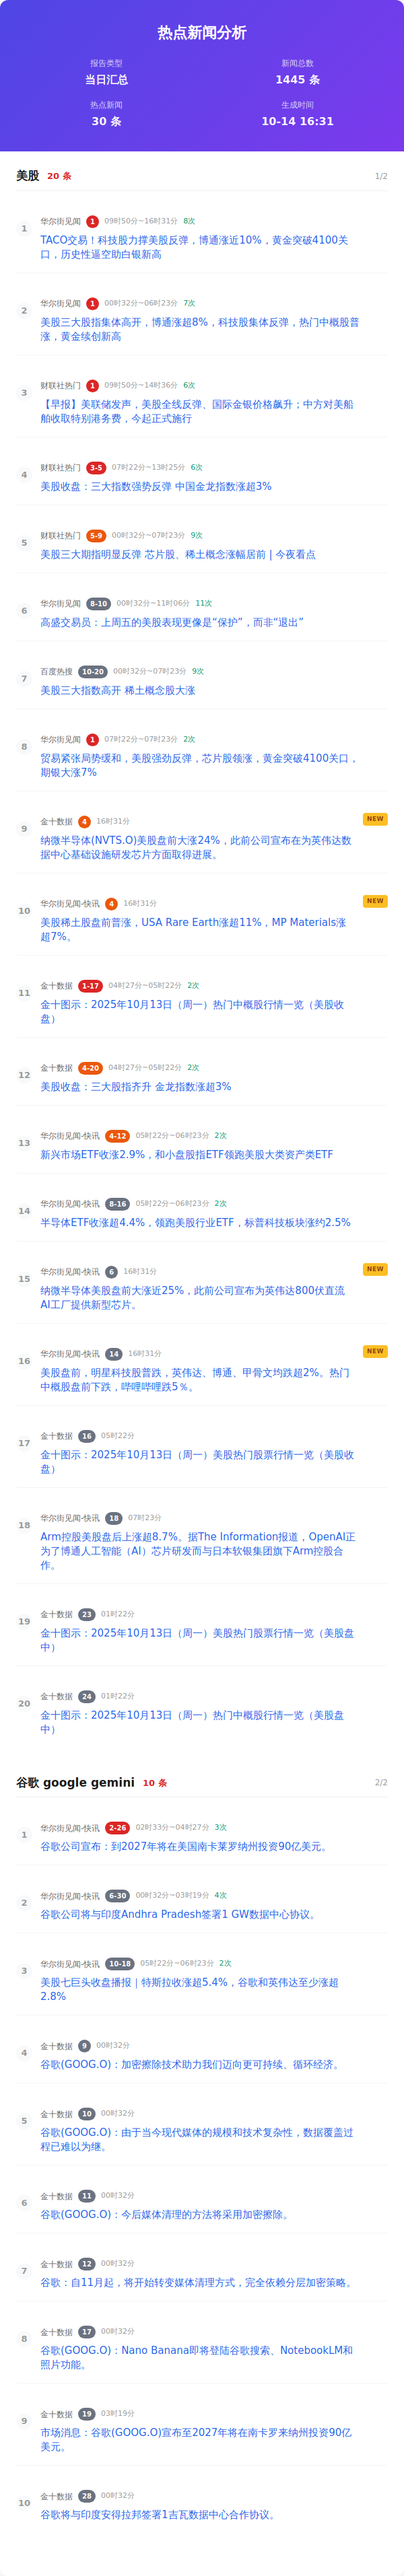 热点新闻分析
报告类型
当日汇总
新闻总数
1445 条
热点新闻
30 条
生成时间
10-14 16:31
美股 20 条 1/2
1
华尔街见闻 1 09时50分~16时31分 8次
TACO交易！科技股力撑美股反弹，博通涨近10%，黄金突破4100关
口，历史性逼空助白银新高
2
华尔街见闻 1 00时32分~06时23分 7次
美股三大股指集体高开，博通涨超8%，科技股集体反弹，热门中概股普
涨，黄金续创新高
3
财联社热门 1 09时50分~14时36分 6次
【早报】美联储发声，美股全线反弹、国际金银价格飙升；中方对美船
舶收取特别港务费，今起正式施行
4
财联社热门 3-5 07时22分~13时25分 6次
美股收盘：三大指数强势反弹 中国金龙指数涨超3%
5
财联社热门 5-9 00时32分~07时23分 9次
美股三大期指明显反弹 芯片股、稀土概念涨幅居前 | 今夜看点
6
华尔街见闻 8-10 00时32分~11时06分 11次
高盛交易员：上周五的美股表现更像是“保护”，而非“退出”
7
百度热搜 10-20 00时32分~07时23分 9次
美股三大指数高开 稀土概念股大涨
8
华尔街见闻 1 07时22分~07时23分 2次
贸易紧张局势缓和，美股强劲反弹，芯片股领涨，黄金突破4100关口，
期银大涨7%
9
金十数据 4 16时31分 NEW
纳微半导体(NVTS.O)美股盘前大涨24%，此前公司宣布在为英伟达数
据中心基础设施研发芯片方面取得进展。
10
华尔街见闻-快讯 4 16时31分 NEW
美股稀土股盘前普涨，USA Rare Earth涨超11%，MP Materials涨
超7%。
11
金十数据 1-17 04时27分~05时22分 2次
金十图示：2025年10月13日（周一）热门中概股行情一览（美股收
盘）
12
金十数据 4-20 04时27分~05时22分 2次
美股收盘：三大股指齐升 金龙指数涨超3%
13
华尔街见闻-快讯 4-12 05时22分~06时23分 2次
新兴市场ETF收涨2.9%，和小盘股指ETF领跑美股大类资产类ETF
14
华尔街见闻-快讯 8-16 05时22分~06时23分 2次
半导体ETF收涨超4.4%，领跑美股行业ETF，标普科技板块涨约2.5%
15
华尔街见闻-快讯 6 16时31分 NEW
纳微半导体美股盘前大涨近25%，此前公司宣布为英伟达800伏直流
AI工厂提供新型芯片。
16
华尔街见闻-快讯 14 16时31分 NEW
美股盘前，明星科技股普跌，英伟达、博通、甲骨文均跌超2%。热门
中概股盘前下跌，哔哩哔哩跌5％。
17
金十数据 16 05时22分
金十图示：2025年10月13日（周一）美股热门股票行情一览（美股收
盘）
18
华尔街见闻-快讯 18 07时23分
Arm控股美股盘后上涨超8.7%。据The Information报道，OpenAI正
为了博通人工智能（AI）芯片研发而与日本软银集团旗下Arm控股合
作。
19
金十数据 23 01时22分
金十图示：2025年10月13日（周一）美股热门股票行情一览（美股盘
中）
20
金十数据 24 01时22分
金十图示：2025年10月13日（周一）热门中概股行情一览（美股盘
中）
谷歌 google gemini 10 条 2/2
1
华尔街见闻-快讯 2-26 02时33分~04时27分 3次
谷歌公司宣布：到2027年将在美国南卡莱罗纳州投资90亿美元。
2
华尔街见闻-快讯 6-30 00时32分~03时19分 4次
谷歌公司将与印度Andhra Pradesh签署1 GW数据中心协议。
3
华尔街见闻-快讯 10-18 05时22分~06时23分 2次
美股七巨头收盘播报｜特斯拉收涨超5.4%，谷歌和英伟达至少涨超
2.8%
4
金十数据 9 00时32分
谷歌(GOOG.O)：加密擦除技术助力我们迈向更可持续、循环经济。
5
金十数据 10 00时32分
谷歌(GOOG.O)：由于当今现代媒体的规模和技术复杂性，数据覆盖过
程已难以为继。
6
金十数据 11 00时32分
谷歌(GOOG.O)：今后媒体清理的方法将采用加密擦除。
7
金十数据 12 00时32分
谷歌：自11月起，将开始转变媒体清理方式，完全依赖分层加密策略。
8
金十数据 17 00时32分
谷歌(GOOG.O)：Nano Banana即将登陆谷歌搜索、NotebookLM和
照片功能。
9
金十数据 19 03时19分
市场消息：谷歌(GOOG.O)宣布至2027年将在南卡罗来纳州投资90亿
美元。
10
金十数据 28 00时32分
谷歌将与印度安得拉邦签署1吉瓦数据中心合作协议。